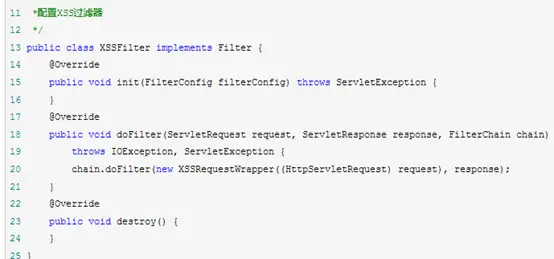 11 *配置XSS过滤器
12 */
13 public class XSSFilter implements Filter {
14 @Override
15 public void init(FilterConfig filterConfig) throws ServletException {
16 }
17 @Override
18 public void doFilter(ServletRequest request, ServletResponse response, FilterChain chain)
19 throws IOException, ServletException {
20 chain.doFilter(new XSSRequestWrapper((HttpServletRequest) request), response);
21 }
22 @Override
23 public void destroy() {
24 }
25 }